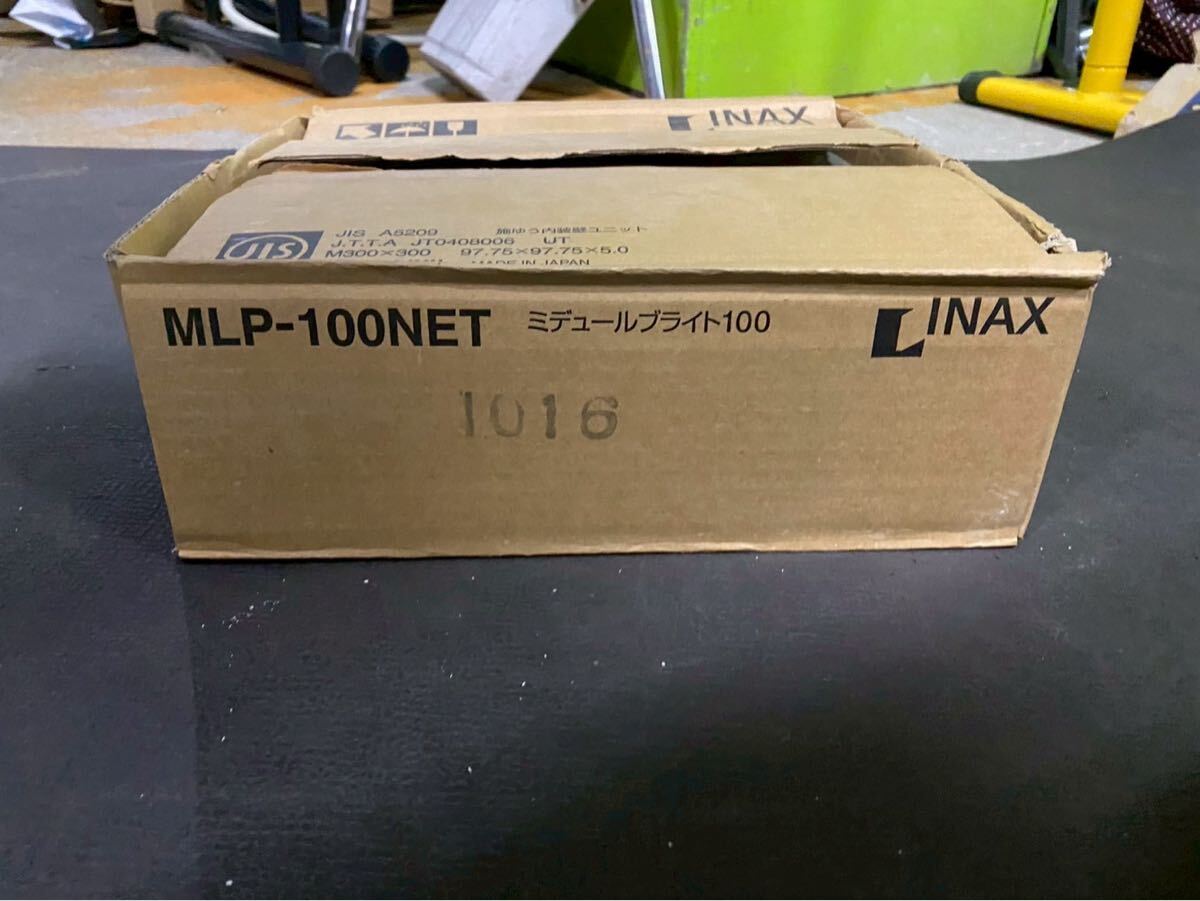 INAX
JIS
JIS A5209 施ゆう内装壁ユニット
J.T.T.A JT0408006 UT
M300×300 97.75×97.75×5.0
MADE IN JAPAN
MLP-100NET ミデュールブライト100
INAX
1016